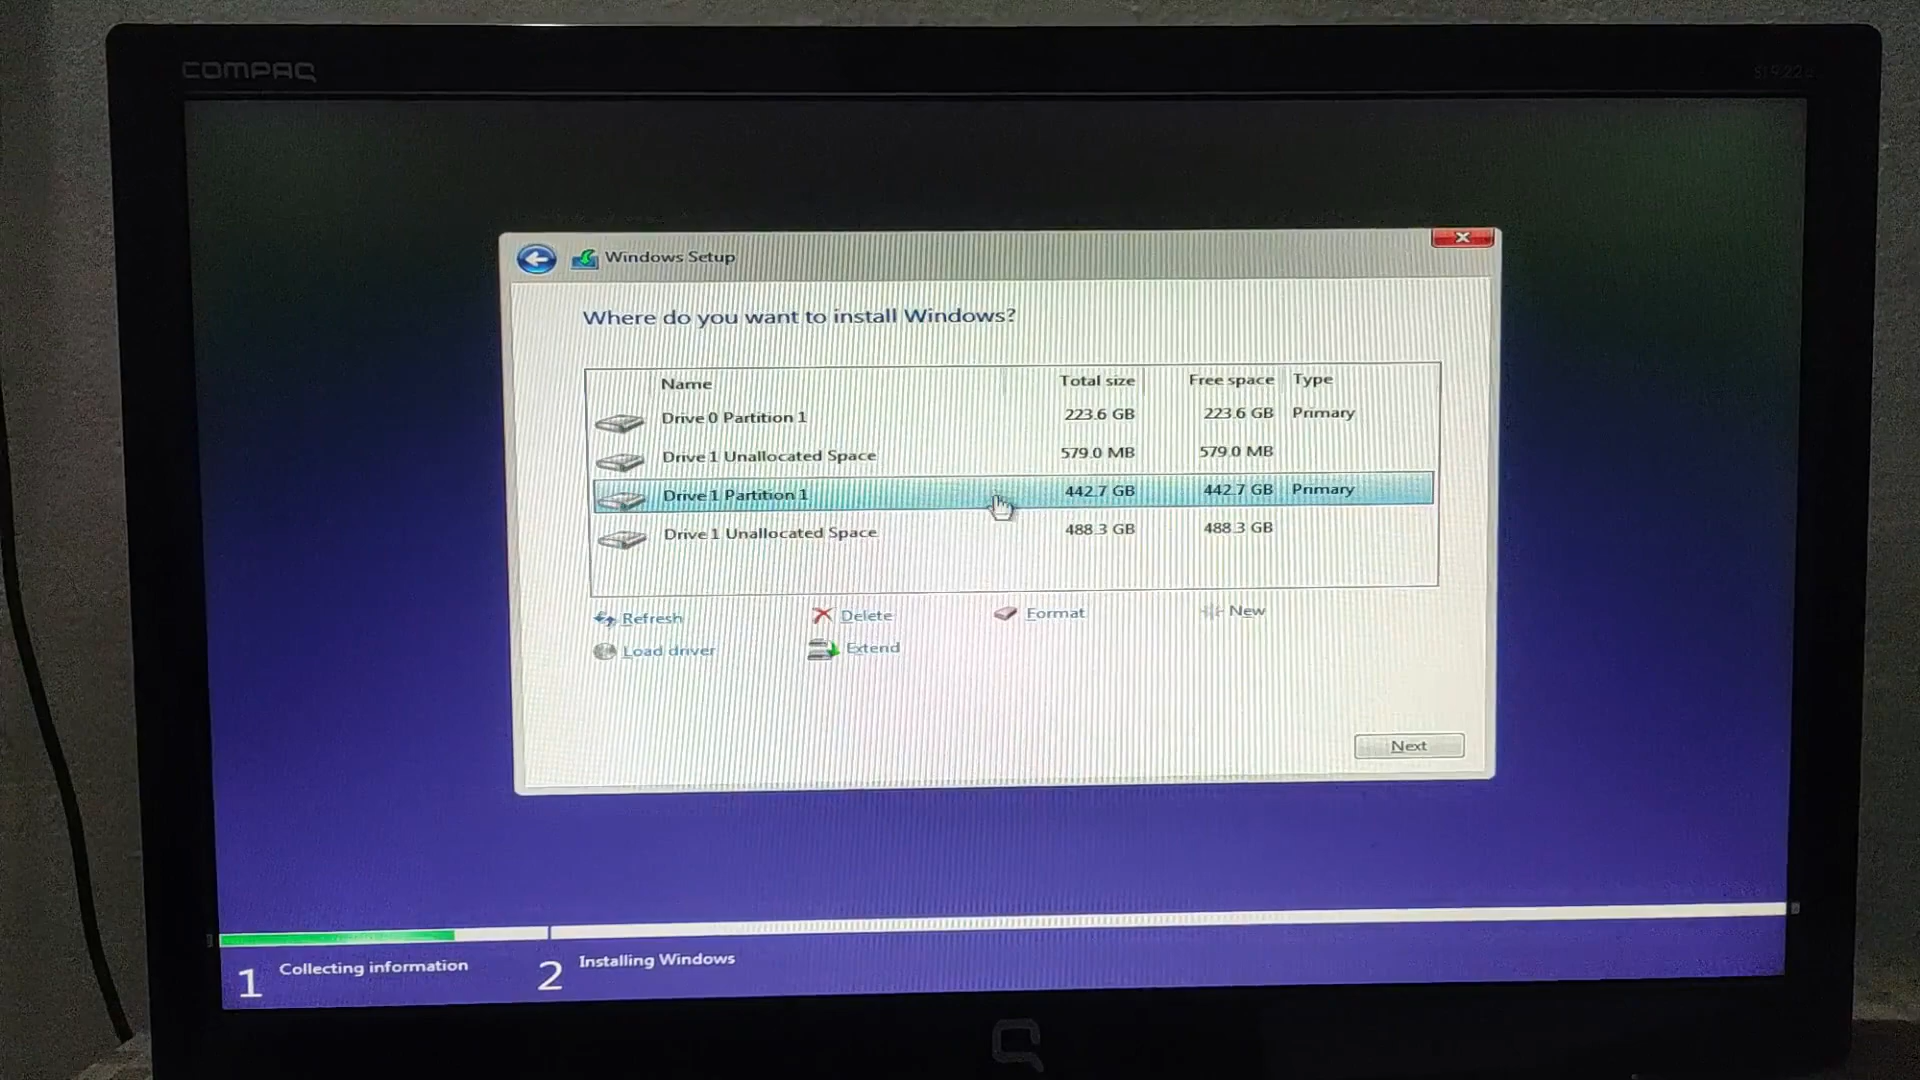 COMPAQ
Windows Setup
Where do you want to install Windows?
Name Total size Free space Type
Drive 0 Partition 1 223.6 GB 223.6 GB Primary
Drive 1 Unallocated Space 579.0 MB 579.0 MB
Drive 1 Partition 1 442.7 GB 442.7 GB Primary
Drive 1 Unallocated Space 488.3 GB 488.3 GB
Refresh Delete Format New
Load driver Extend
Next
1 Collecting information 2 Installing Windows